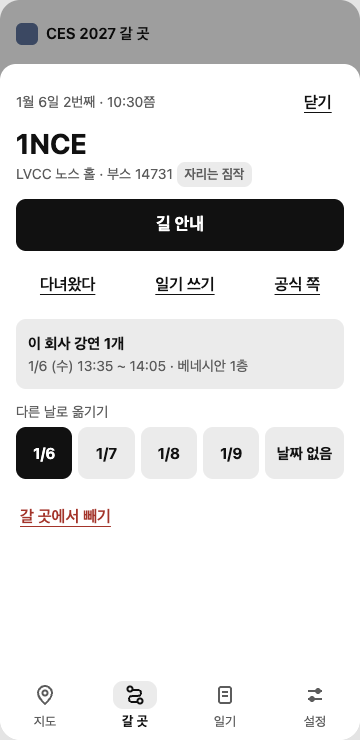 CES 2027 갈 곳
1월 6일 2번째 · 10:30쯤
닫기
1NCE
LVCC 노스 홀 · 부스 14731 자리는 짐작
길 안내
다녀왔다 일기 쓰기 공식 쪽
이 회사 강연 1개
1/6 (수) 13:35 ~ 14:05 · 베네시안 1층
다른 날로 옮기기
1/6 1/7 1/8 1/9 날짜 없음
갈 곳에서 빼기
지도 갈 곳 일기 설정